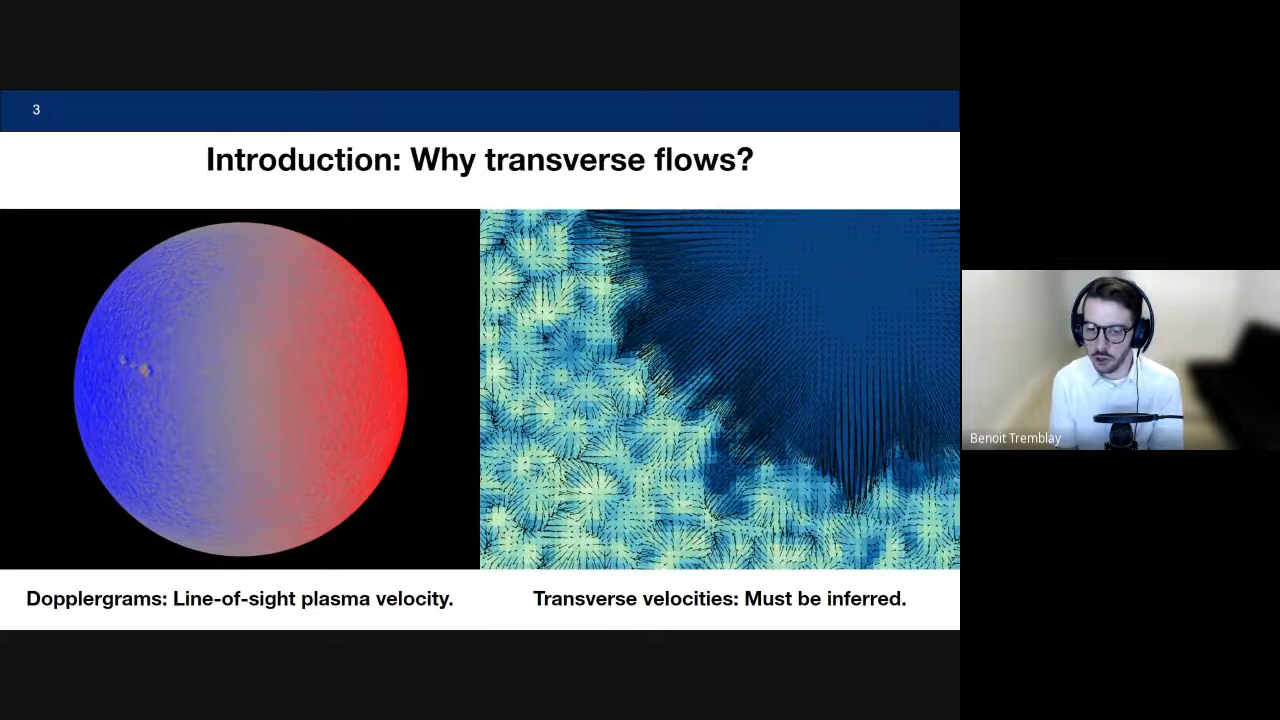 3
Introduction: Why transverse flows?
Dopplergrams: Line-of-sight plasma velocity.
Transverse velocities: Must be inferred.
Benoit Tremblay